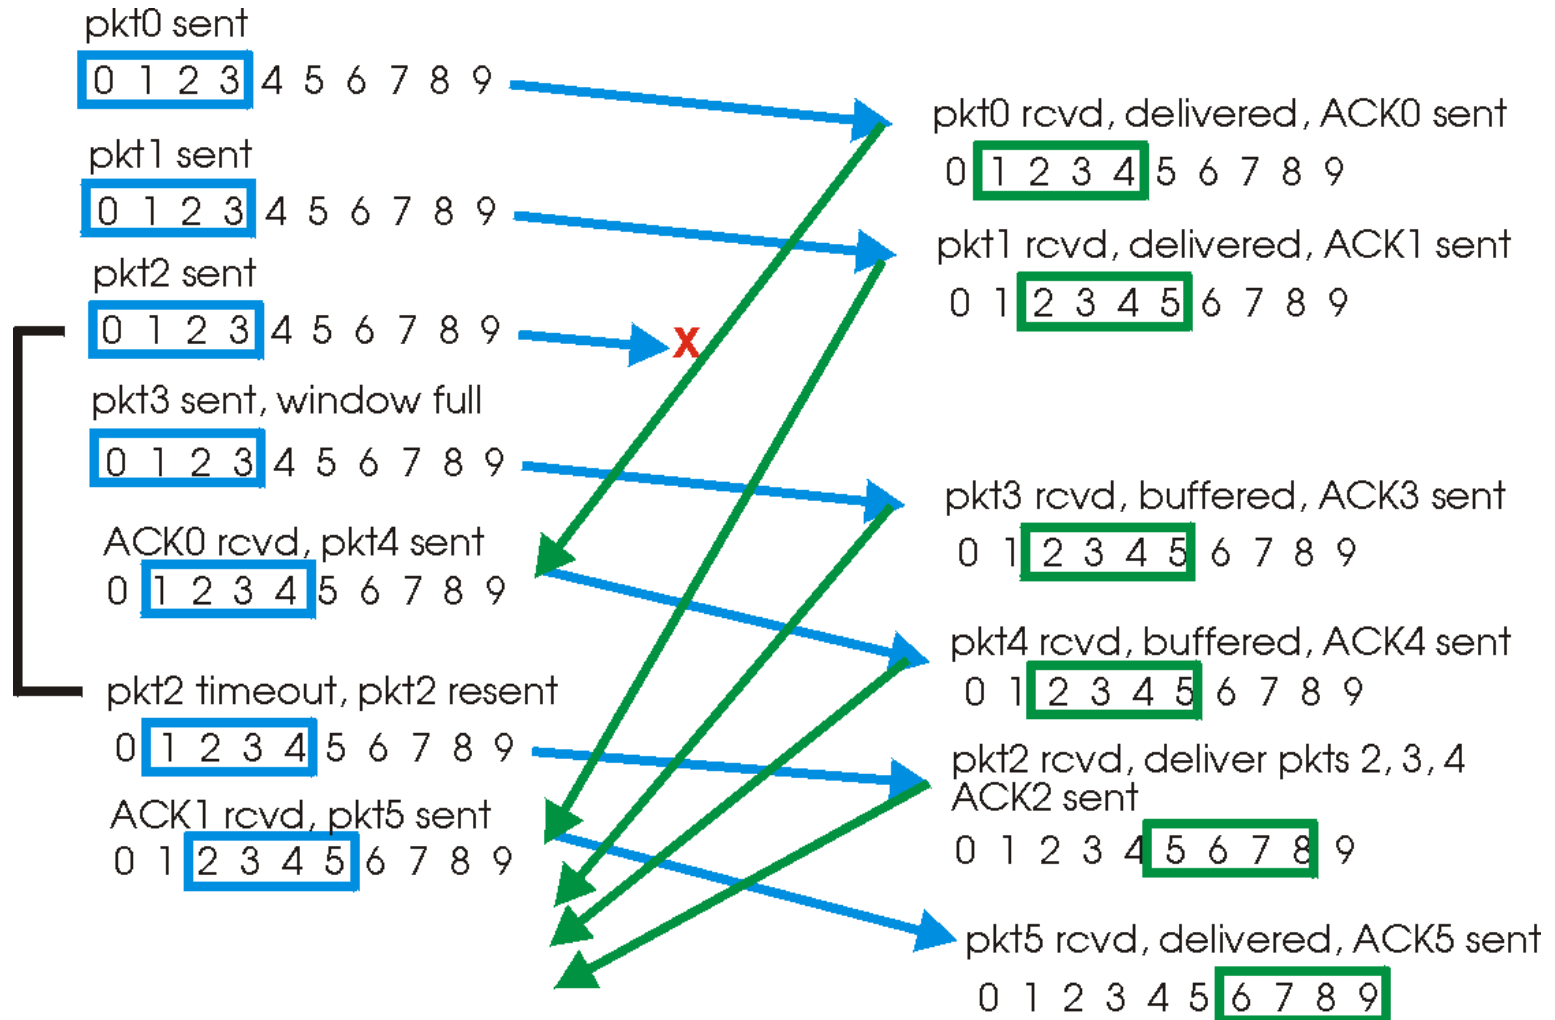 pkt0 sent
0 1 2 3 4 5 6 7 8 9
pkt1 sent
0 1 2 3 4 5 6 7 8 9
pkt2 sent
0 1 2 3 4 5 6 7 8 9
X
pkt3 sent, window full
0 1 2 3 4 5 6 7 8 9
ACK0 rcvd, pkt4 sent
0 1 2 3 4 5 6 7 8 9
pkt2 timeout, pkt2 resent
0 1 2 3 4 5 6 7 8 9
ACK1 rcvd, pkt5 sent
0 1 2 3 4 5 6 7 8 9
pkt0 rcvd, delivered, ACK0 sent
0 1 2 3 4 5 6 7 8 9
pkt1 rcvd, delivered, ACK1 sent
0 1 2 3 4 5 6 7 8 9
pkt3 rcvd, buffered, ACK3 sent
0 1 2 3 4 5 6 7 8 9
pkt4 rcvd, buffered, ACK4 sent
0 1 2 3 4 5 6 7 8 9
pkt2 rcvd, deliver pkts 2, 3, 4
ACK2 sent
0 1 2 3 4 5 6 7 8 9
pkt5 rcvd, delivered, ACK5 sent
0 1 2 3 4 5 6 7 8 9